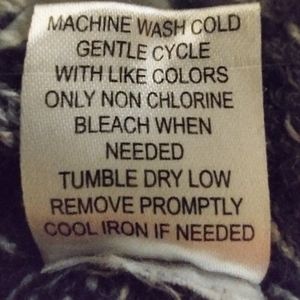 MACHINE WASH COLD
GENTLE CYCLE
WITH LIKE COLORS
ONLY NON CHLORINE
BLEACH WHEN
NEEDED
TUMBLE DRY LOW
REMOVE PROMPTLY
COOL IRON IF NEEDED